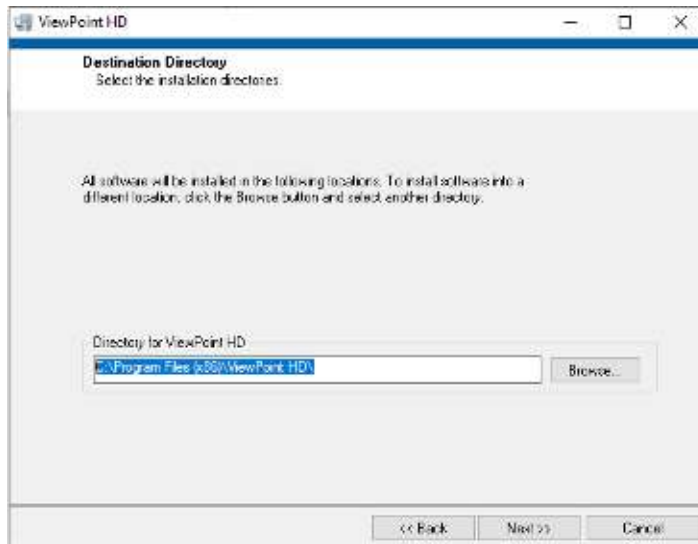 ViewPoint HD
Destination Directory
Select the installation directories.
All software will be installed in the following locations. To install software into a
different location, click the Browse button and select another directory.
Directory for ViewPoint HD
C:\Program Files (x86)\ViewPoint HD\
Browse...
<< Back
Next >>
Cancel